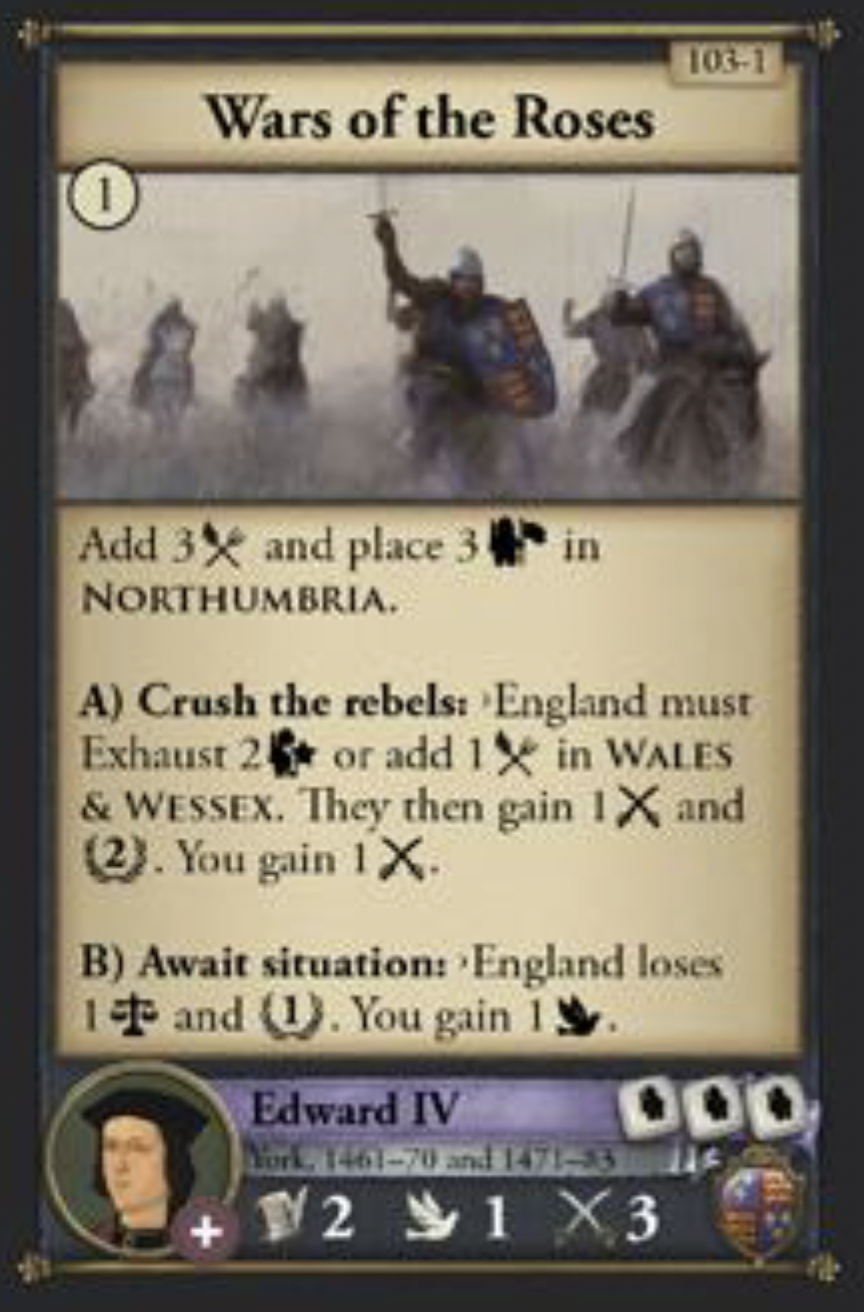 103-1
Wars of the Roses
1
Add 3 and place 3 in
NORTHUMBRIA.
A) Crush the rebels: England must
Exhaust 2 or add 1 in WALES
& WESSEX. They then gain 1 and
(2). You gain 1.
B) Await situation: England loses
1 and (1). You gain 1.
Edward IV
York, 1461–70 and 1471–83
2 1 3